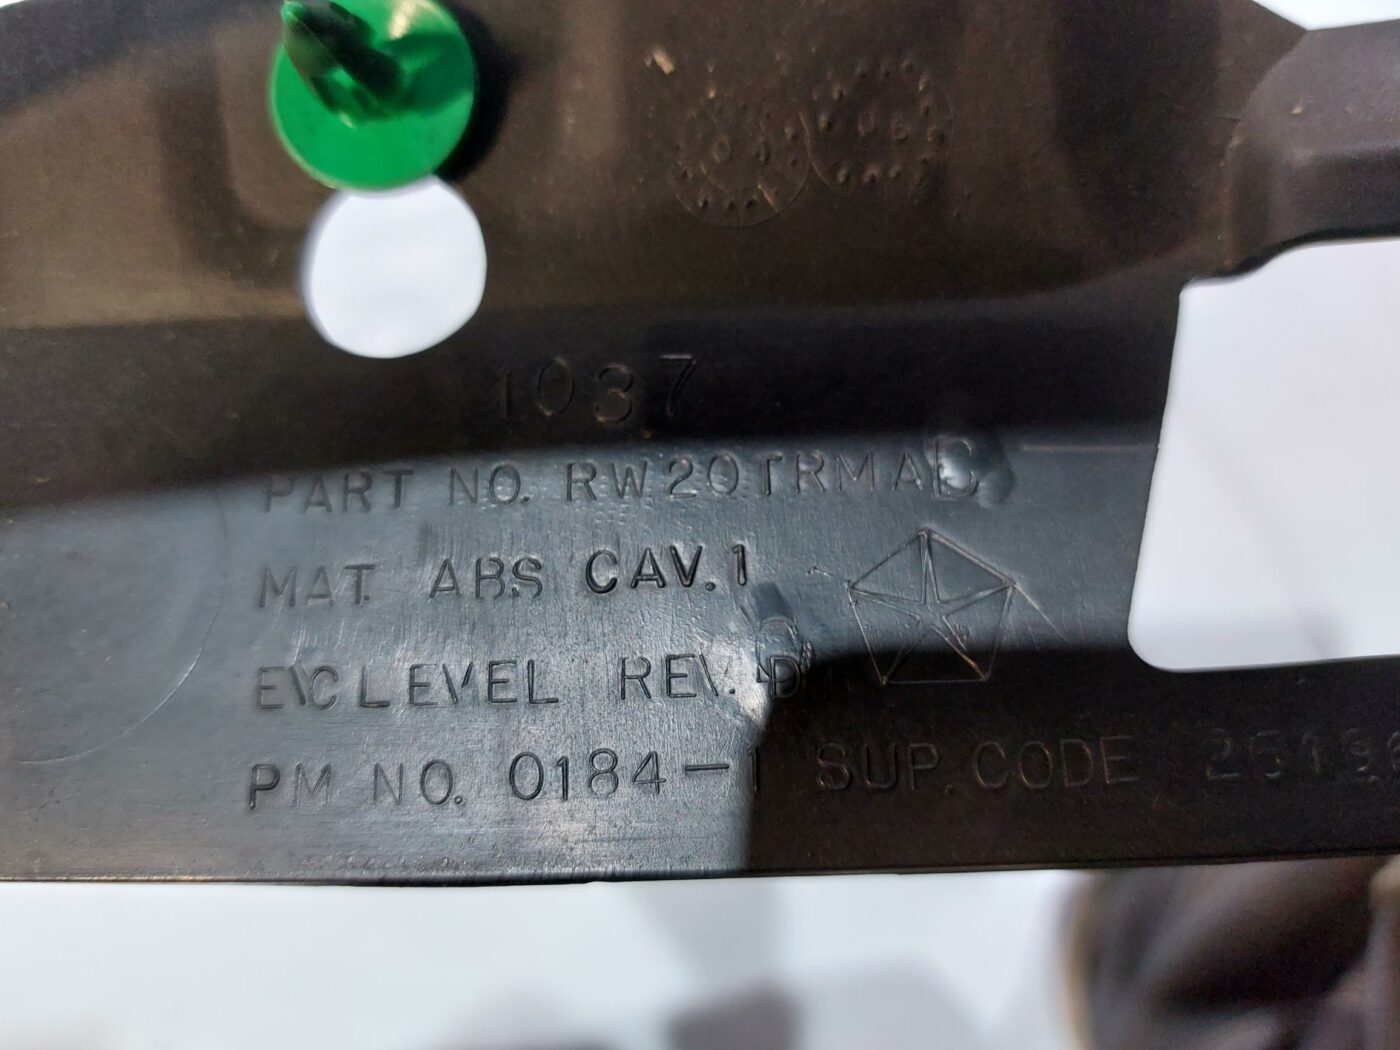 1037
PART NO. RW20TRMA
MAT. ABS CAV. 1
E\C LEVEL REV. D
PM NO. 0184-1 SUP. CODE